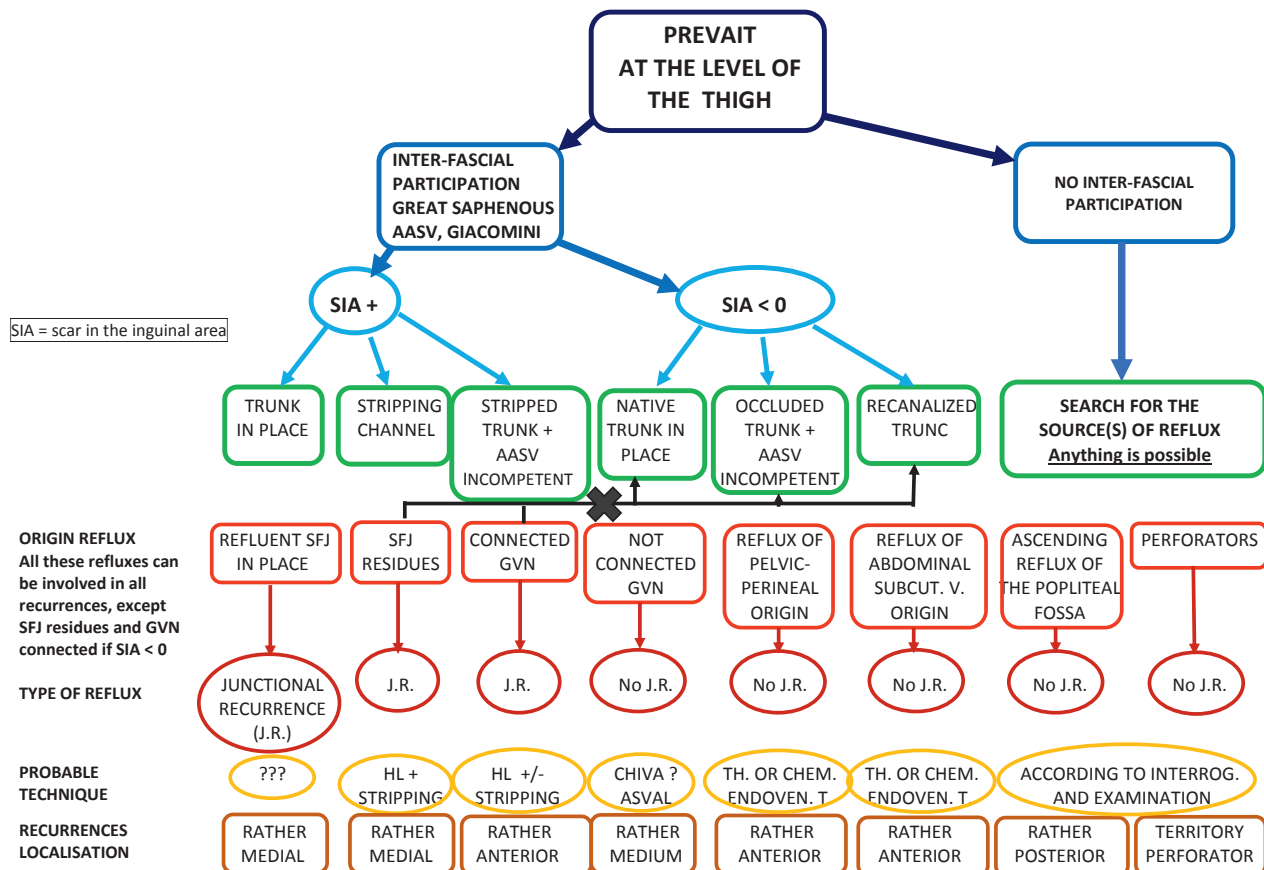 PREVAIT
AT THE LEVEL OF
THE THIGH
INTER-FASCIAL
PARTICIPATION
GREAT SAPHENOUS
AASV, GIACOMINI
NO INTER-FASCIAL
PARTICIPATION
SIA +
SIA < 0
SIA = scar in the inguinal area
TRUNK
IN PLACE
STRIPPING
CHANNEL
STRIPPED
TRUNK +
AASV
INCOMPETENT
NATIVE
TRUNK IN
PLACE
OCCLUDED
TRUNK +
AASV
INCOMPETENT
RECANALIZED
TRUNC
SEARCH FOR THE
SOURCE(S) OF REFLUX
Anything is possible
ORIGIN REFLUX
All these refluxes can
be involved in all
recurrences, except
SFJ residues and GVN
connected if SIA < 0
REFLUENT SFJ
IN PLACE
SFJ
RESIDUES
CONNECTED
GVN
NOT
CONNECTED
GVN
REFLUX OF
PELVIC-
PERINEAL
ORIGIN
REFLUX OF
ABDOMINAL
SUBCUT. V.
ORIGIN
ASCENDING
REFLUX OF
THE POPLITEAL
FOSSA
PERFORATORS
TYPE OF REFLUX
JUNCTIONAL
RECURRENCE
(J.R.)
J.R.
J.R.
No J.R.
No J.R.
No J.R.
No J.R.
No J.R.
PROBABLE
TECHNIQUE
???
HL +
STRIPPING
HL +/-
STRIPPING
CHIVA ?
ASVAL
TH. OR CHEM.
ENDOVEN. T
TH. OR CHEM.
ENDOVEN. T.
ACCORDING TO INTERROG.
AND EXAMINATION
RECURRENCES
LOCALISATION
RATHER
MEDIAL
RATHER
MEDIAL
RATHER
ANTERIOR
RATHER
MEDIUM
RATHER
ANTERIOR
RATHER
ANTERIOR
RATHER
POSTERIOR
TERRITORY
PERFORATOR